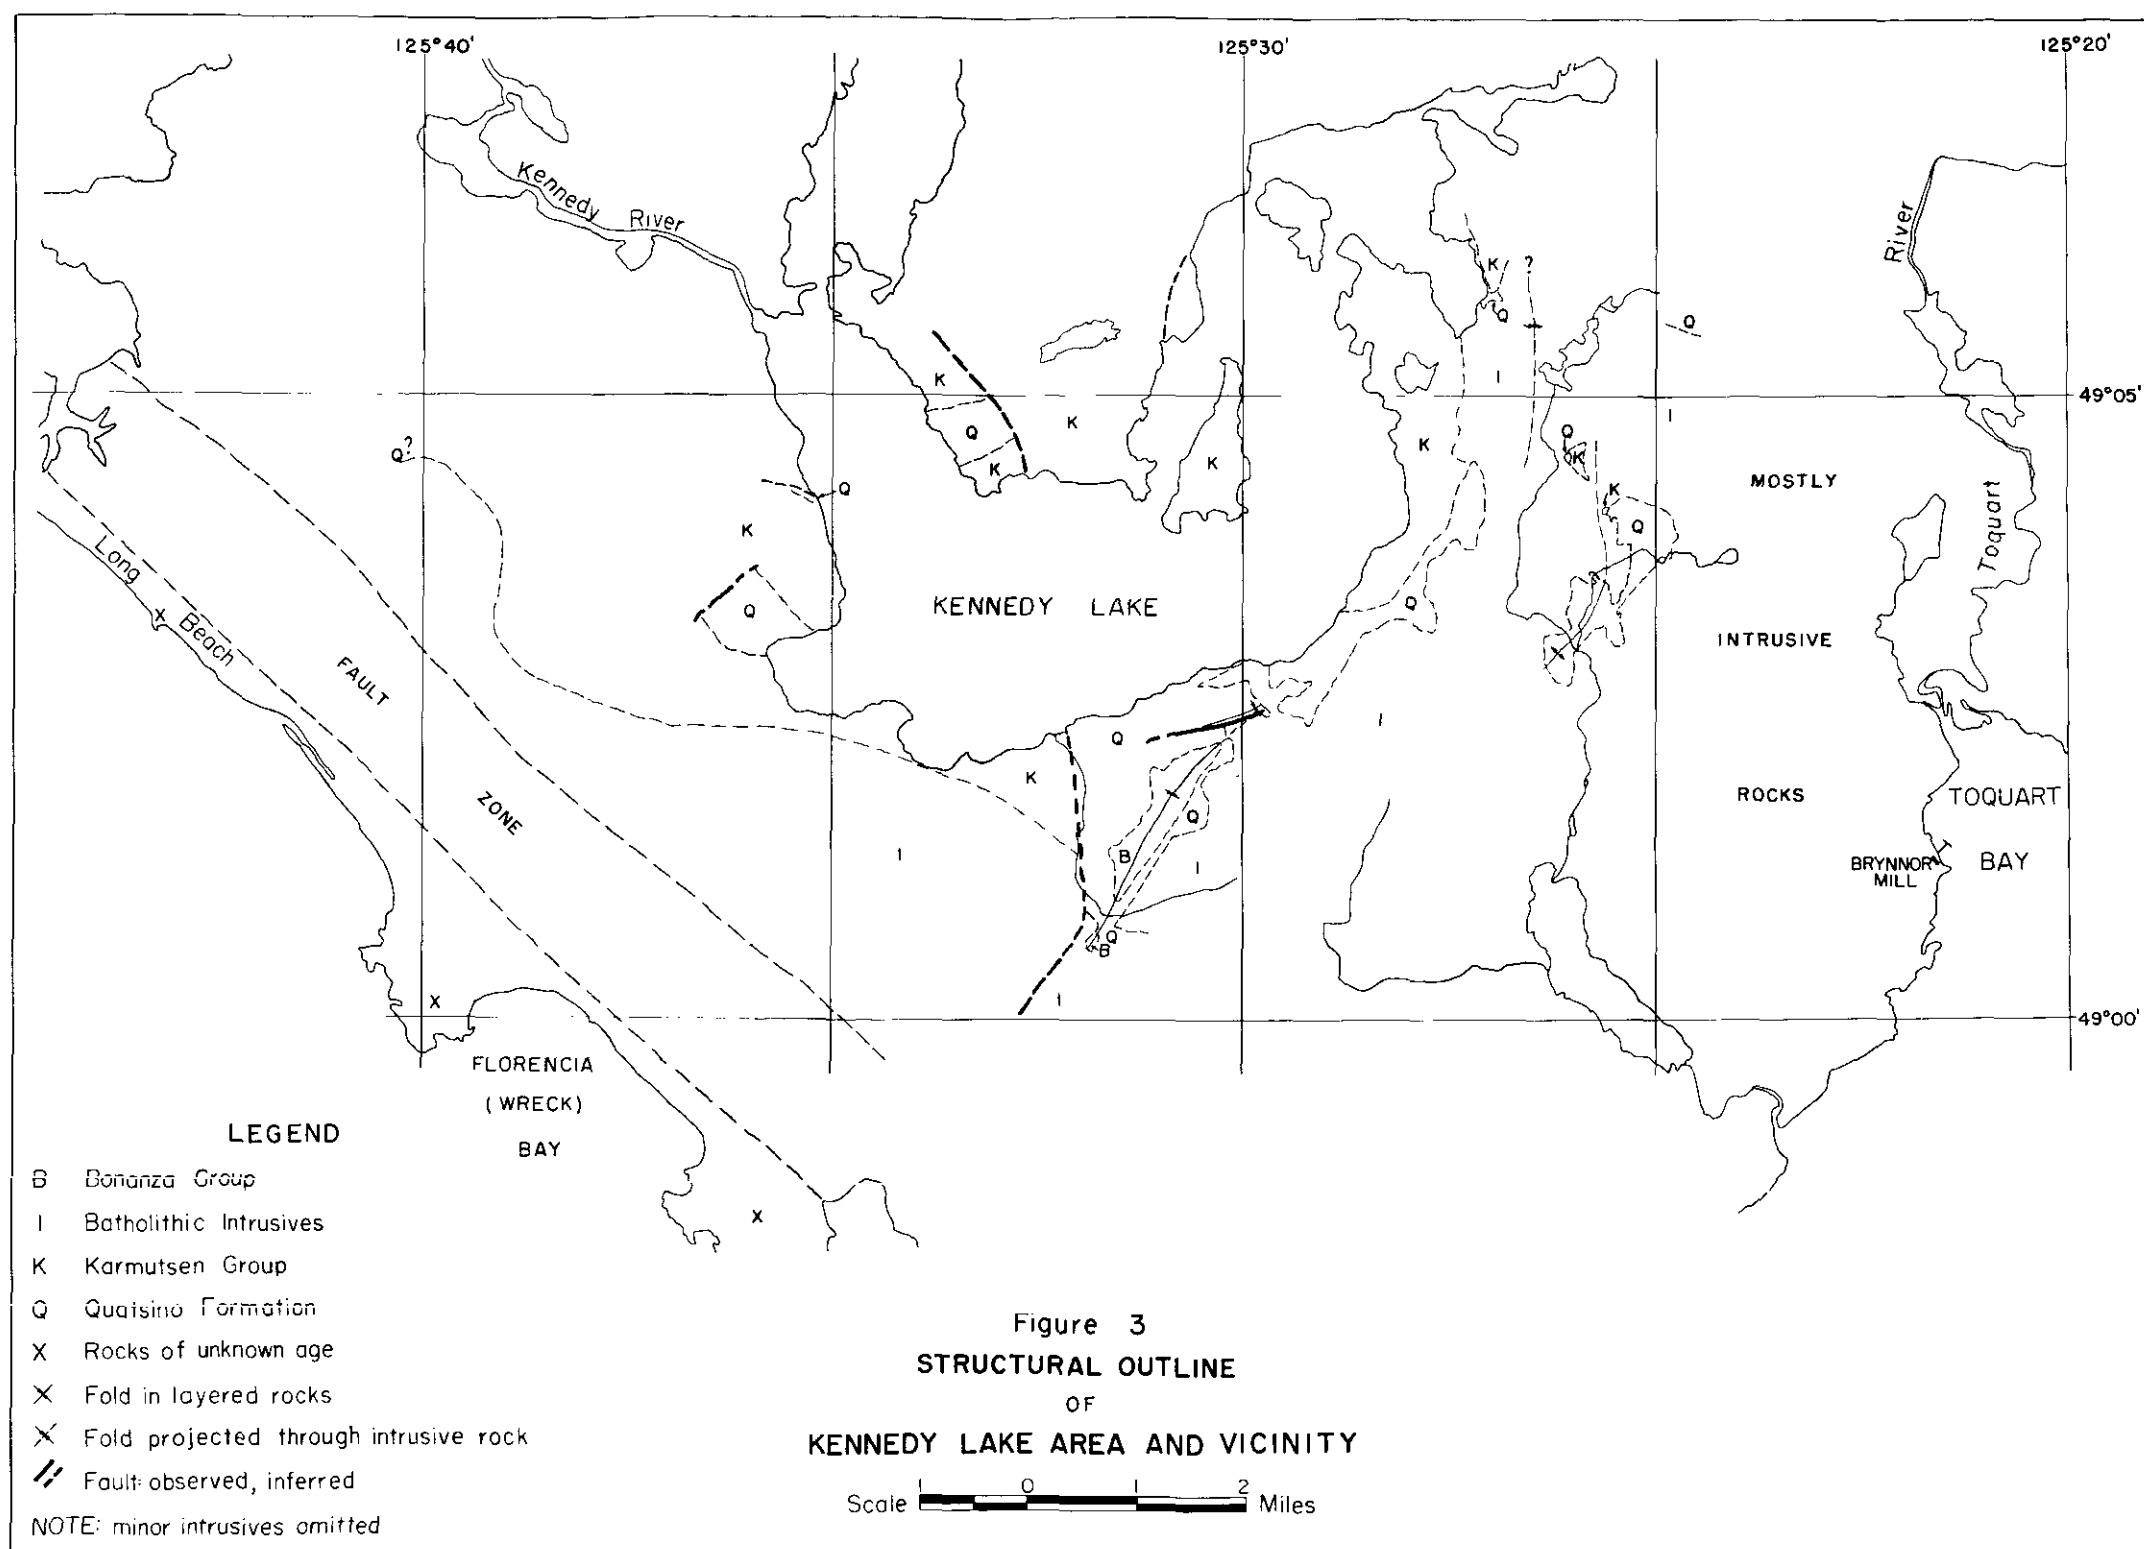 125°40'
125°30'
125°20'
Kennedy River
River
K
?
Q
Q
K
K
I
49°05'
I
Q?
Q
K
K
Q
K
K
K
Q
K
MOSTLY
Q
K
Q
Toquart
Long Beach
KENNEDY LAKE
Q
Q
INTRUSIVE
FAULT
ZONE
I
Q
K
ROCKS
TOQUART
BAY
Q
B
I
I
BRYNNOR
MILL
Q
B
X
I
49°00'
FLORENCIA
(WRECK)
BAY
X
LEGEND
B Bonanza Group
I Batholithic Intrusives
K Karmutsen Group
Q Quatsino Formation
X Rocks of unknown age
Fold in layered rocks
Fold projected through intrusive rock
Fault: observed, inferred
NOTE: minor intrusives omitted
Figure 3
STRUCTURAL OUTLINE
OF
KENNEDY LAKE AREA AND VICINITY
1 0 1 2
Scale Miles